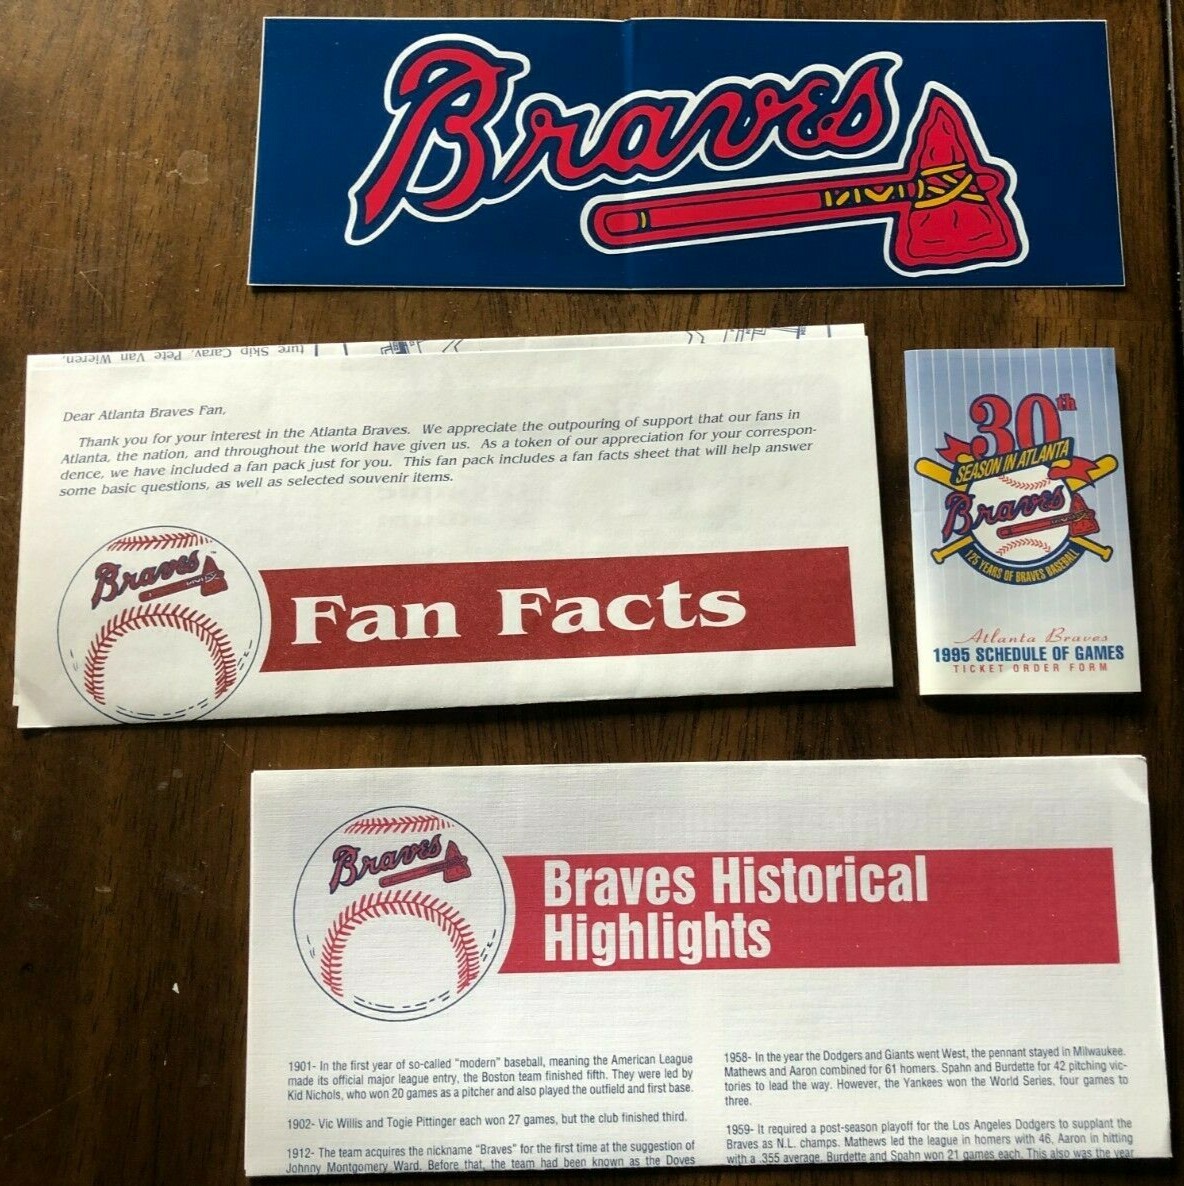 Braves
ture Skip Caray, Pete Van Wieren,
Dear Atlanta Braves Fan,
Thank you for your interest in the Atlanta Braves. We appreciate the outpouring of support that our fans in
Atlanta, the nation, and throughout the world have given us. As a token of our appreciation for your correspon-
dence, we have included a fan pack just for you. This fan pack includes a fan facts sheet that will help answer
some basic questions, as well as selected souvenir items.
Braves
Fan Facts
30th
SEASON IN ATLANTA
Braves
125 YEARS OF BRAVES BASEBALL
Atlanta Braves
1995 SCHEDULE OF GAMES
TICKET ORDER FORM
Braves
Braves Historical
Highlights
1901- In the first year of so-called "modern" baseball, meaning the American League
made its official major league entry, the Boston team finished fifth. They were led by
Kid Nichols, who won 20 games as a pitcher and also played the outfield and first base.
1902- Vic Willis and Togie Pittinger each won 27 games, but the club finished third.
1912- The team acquires the nickname "Braves" for the first time at the suggestion of
Johnny Montgomery Ward. Before that, the team had been known as the Doves
1958- In the year the Dodgers and Giants went West, the pennant stayed in Milwaukee.
Mathews and Aaron combined for 61 homers. Spahn and Burdette for 42 pitching vic-
tories to lead the way. However, the Yankees won the World Series, four games to
three.
1959- It required a post-season playoff for the Los Angeles Dodgers to supplant the
Braves as N.L. champs. Mathews led the league in homers with 46, Aaron in hitting
with a .355 average. Burdette and Spahn won 21 games each. This also was the year